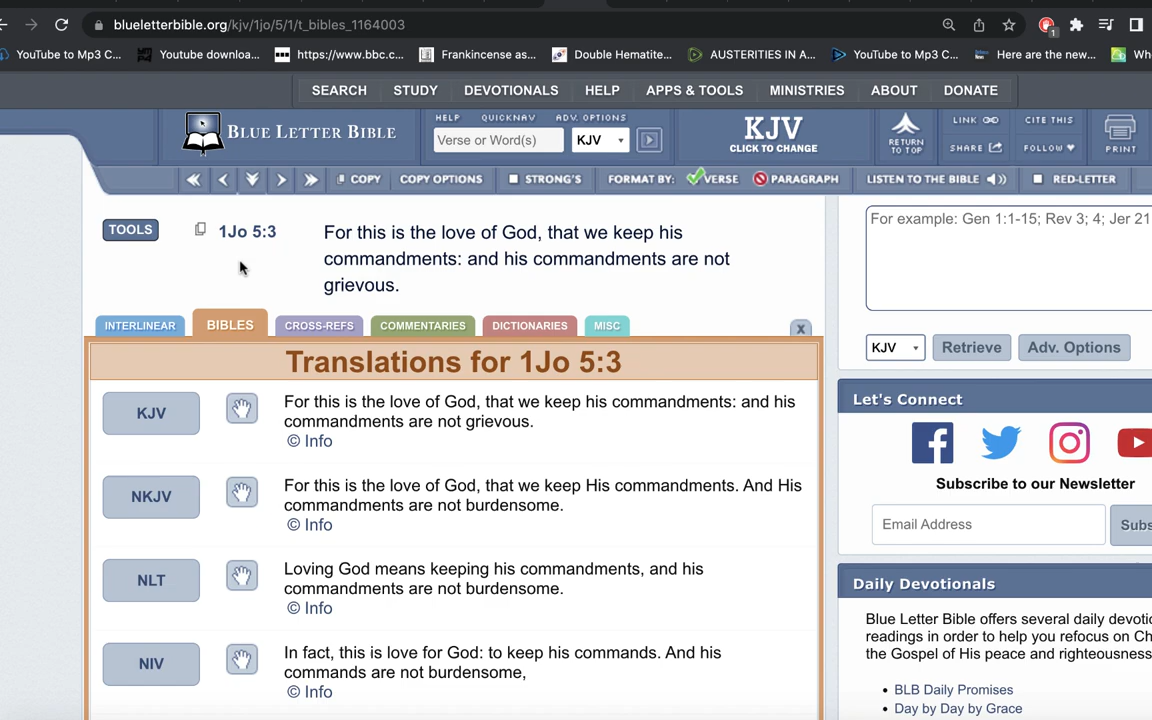 blueletterbible.org/kjv/1jo/5/1/t_bibles_1164003
1
YouTube to Mp3 C... Youtube downloa... https://www.bbc.c... Frankincense as... Double Hematite... AUSTERITIES IN A... YouTube to Mp3 C... Here are the new... Wh
SEARCH STUDY DEVOTIONALS HELP APPS & TOOLS MINISTRIES ABOUT DONATE
BLUE LETTER BIBLE
HELP QUICKNAV ADV. OPTIONS
Verse or Word(s) KJV
KJV
CLICK TO CHANGE
RETURN
TO TOP
LINK CITE THIS
SHARE FOLLOW
PRINT
COPY COPY OPTIONS STRONG'S FORMAT BY: VERSE PARAGRAPH LISTEN TO THE BIBLE RED-LETTER
TOOLS 1Jo 5:3 For this is the love of God, that we keep his
commandments: and his commandments are not
grievous.
INTERLINEAR BIBLES CROSS-REFS COMMENTARIES DICTIONARIES MISC X
Translations for 1Jo 5:3
KJV For this is the love of God, that we keep his commandments: and his
commandments are not grievous.
© Info
NKJV For this is the love of God, that we keep His commandments. And His
commandments are not burdensome.
© Info
NLT Loving God means keeping his commandments, and his
commandments are not burdensome.
© Info
NIV In fact, this is love for God: to keep his commands. And his
commands are not burdensome,
© Info
For example: Gen 1:1-15; Rev 3; 4; Jer 21
KJV Retrieve Adv. Options
Let's Connect
Subscribe to our Newsletter
Email Address Subs
Daily Devotionals
Blue Letter Bible offers several daily devotio
readings in order to help you refocus on Ch
the Gospel of His peace and righteousness
• BLB Daily Promises
• Day by Day by Grace